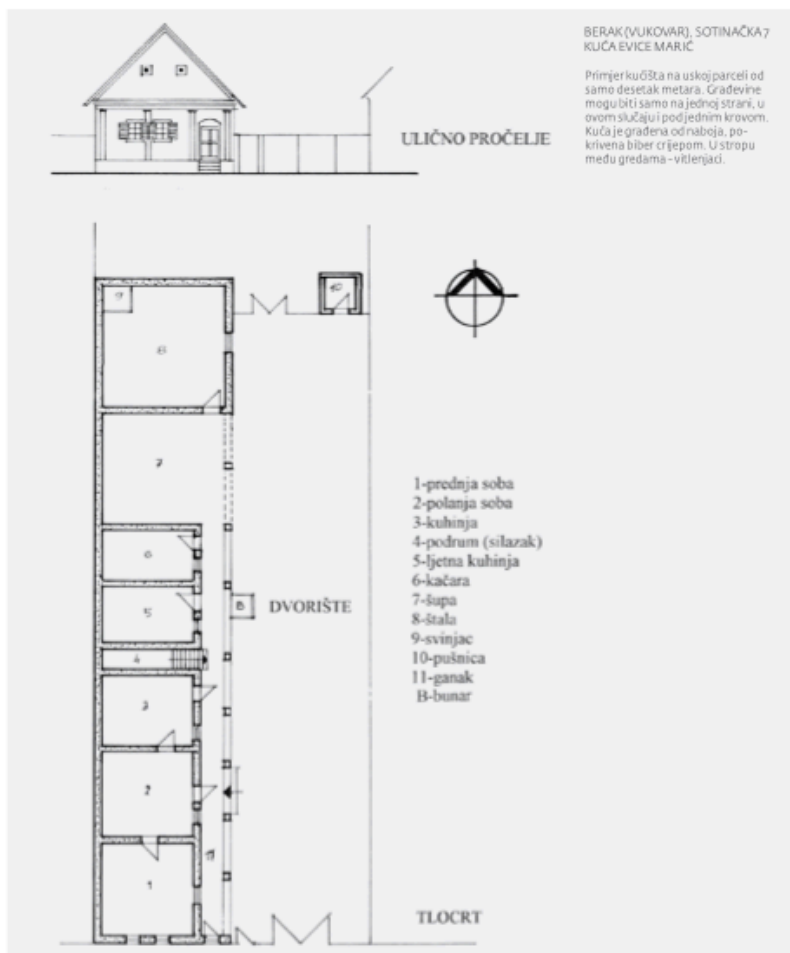 BERAK (VUKOVAR), SOTINAČKA 7
KUĆA EVICE MARIĆ
Primjer kućišta na uskoj parceli od
samo desetak metara. Građevine
mogu biti samo na jednoj strani, u
ovom slučaju i pod jednim krovom.
Kuća je građena od naboja, po-
krivena biber crijepom. U stropu
među gredama - vitlenjaci.
ULIČNO PROČELJE
9
10
8
7
6
5
B
DVORIŠTE
4
3
2
11
1
1-prednja soba
2-polanja soba
3-kuhinja
4-podrum (silazak)
5-ljetna kuhinja
6-kačara
7-šupa
8-štala
9-svinjac
10-pušnica
11-ganak
B-bunar
TLOCRT